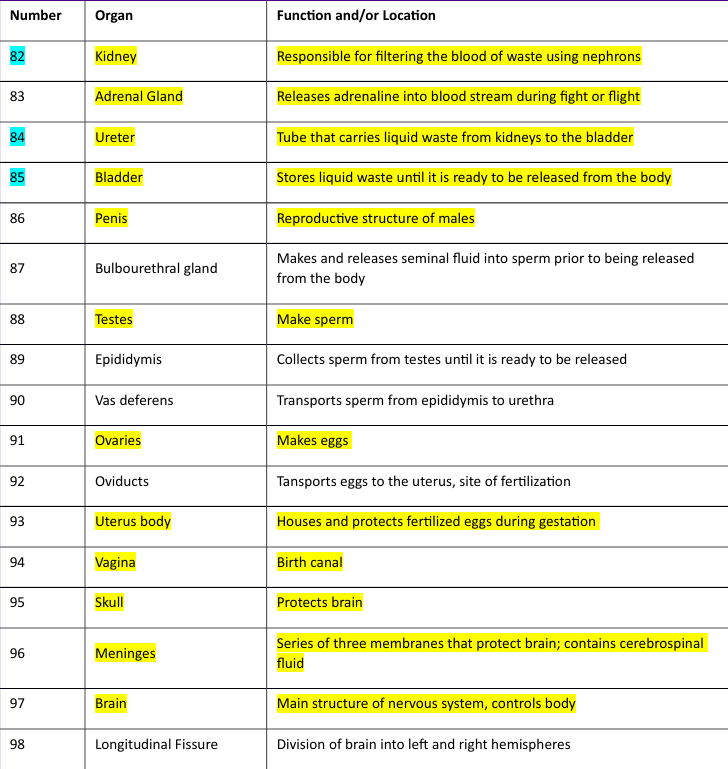 Number Organ Function and/or Location
82 Kidney Responsible for filtering the blood of waste using nephrons
83 Adrenal Gland Releases adrenaline into blood stream during fight or flight
84 Ureter Tube that carries liquid waste from kidneys to the bladder
85 Bladder Stores liquid waste until it is ready to be released from the body
86 Penis Reproductive structure of males
87 Bulbourethral gland Makes and releases seminal fluid into sperm prior to being released
from the body
88 Testes Make sperm
89 Epididymis Collects sperm from testes until it is ready to be released
90 Vas deferens Transports sperm from epididymis to urethra
91 Ovaries Makes eggs
92 Oviducts Tansports eggs to the uterus, site of fertilization
93 Uterus body Houses and protects fertilized eggs during gestation
94 Vagina Birth canal
95 Skull Protects brain
96 Meninges Series of three membranes that protect brain; contains cerebrospinal
fluid
97 Brain Main structure of nervous system, controls body
98 Longitudinal Fissure Division of brain into left and right hemispheres